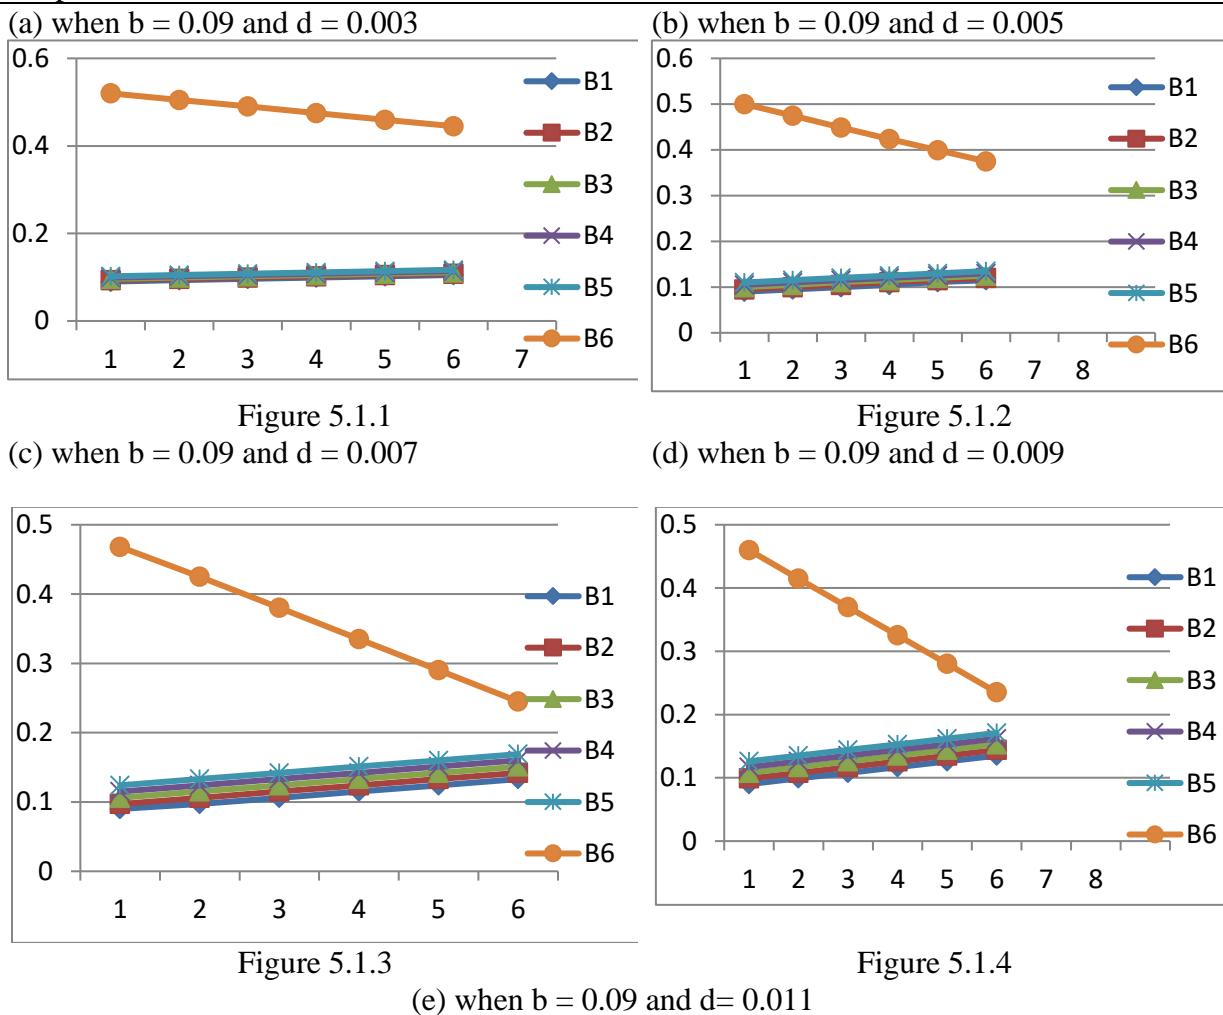 (a) when b = 0.09 and d = 0.003
0.6
0.4
0.2
0
1 2 3 4 5 6 7
B1
B2
B3
B4
B5
B6
Figure 5.1.1
(b) when b = 0.09 and d = 0.005
0.6
0.5
0.4
0.3
0.2
0.1
0
1 2 3 4 5 6 7 8
B1
B2
B3
B4
B5
B6
Figure 5.1.2
(c) when b = 0.09 and d = 0.007
0.5
0.4
0.3
0.2
0.1
0
1 2 3 4 5 6
B1
B2
B3
B4
B5
B6
Figure 5.1.3
(d) when b = 0.09 and d = 0.009
0.5
0.4
0.3
0.2
0.1
0
1 2 3 4 5 6 7 8
B1
B2
B3
B4
B5
B6
Figure 5.1.4
(e) when b = 0.09 and d= 0.011